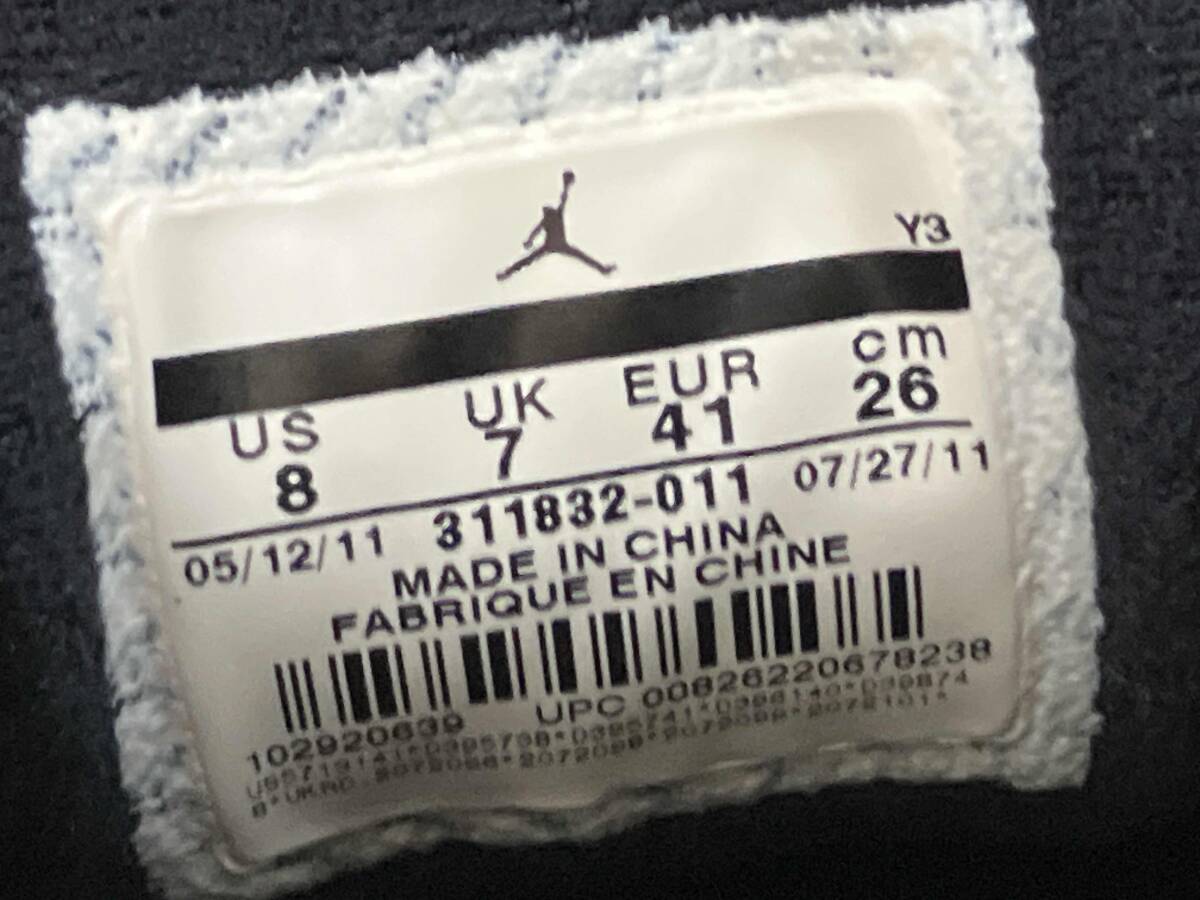 Y3
US UK EUR cm
8 7 41 26
05/12/11 311832-011 07/27/11
MADE IN CHINA
FABRIQUE EN CHINE
102920639 UPC 00826220678238